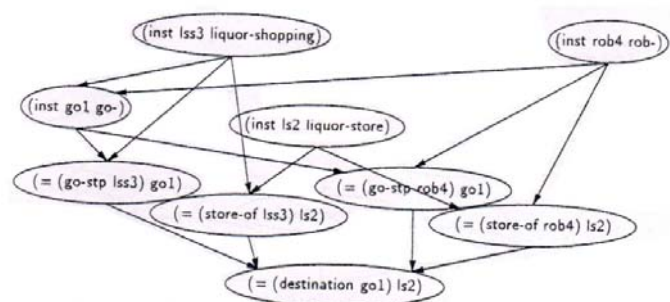 (inst lss3 liquor-shopping)
(inst rob4 rob-)
(inst go1 go-)
(inst ls2 liquor-store)
(= (go-stp lss3) go1)
(= (go-stp rob4) go1)
(= (store-of lss3) ls2)
(= (store-of rob4) ls2)
(= (destination go1) ls2)